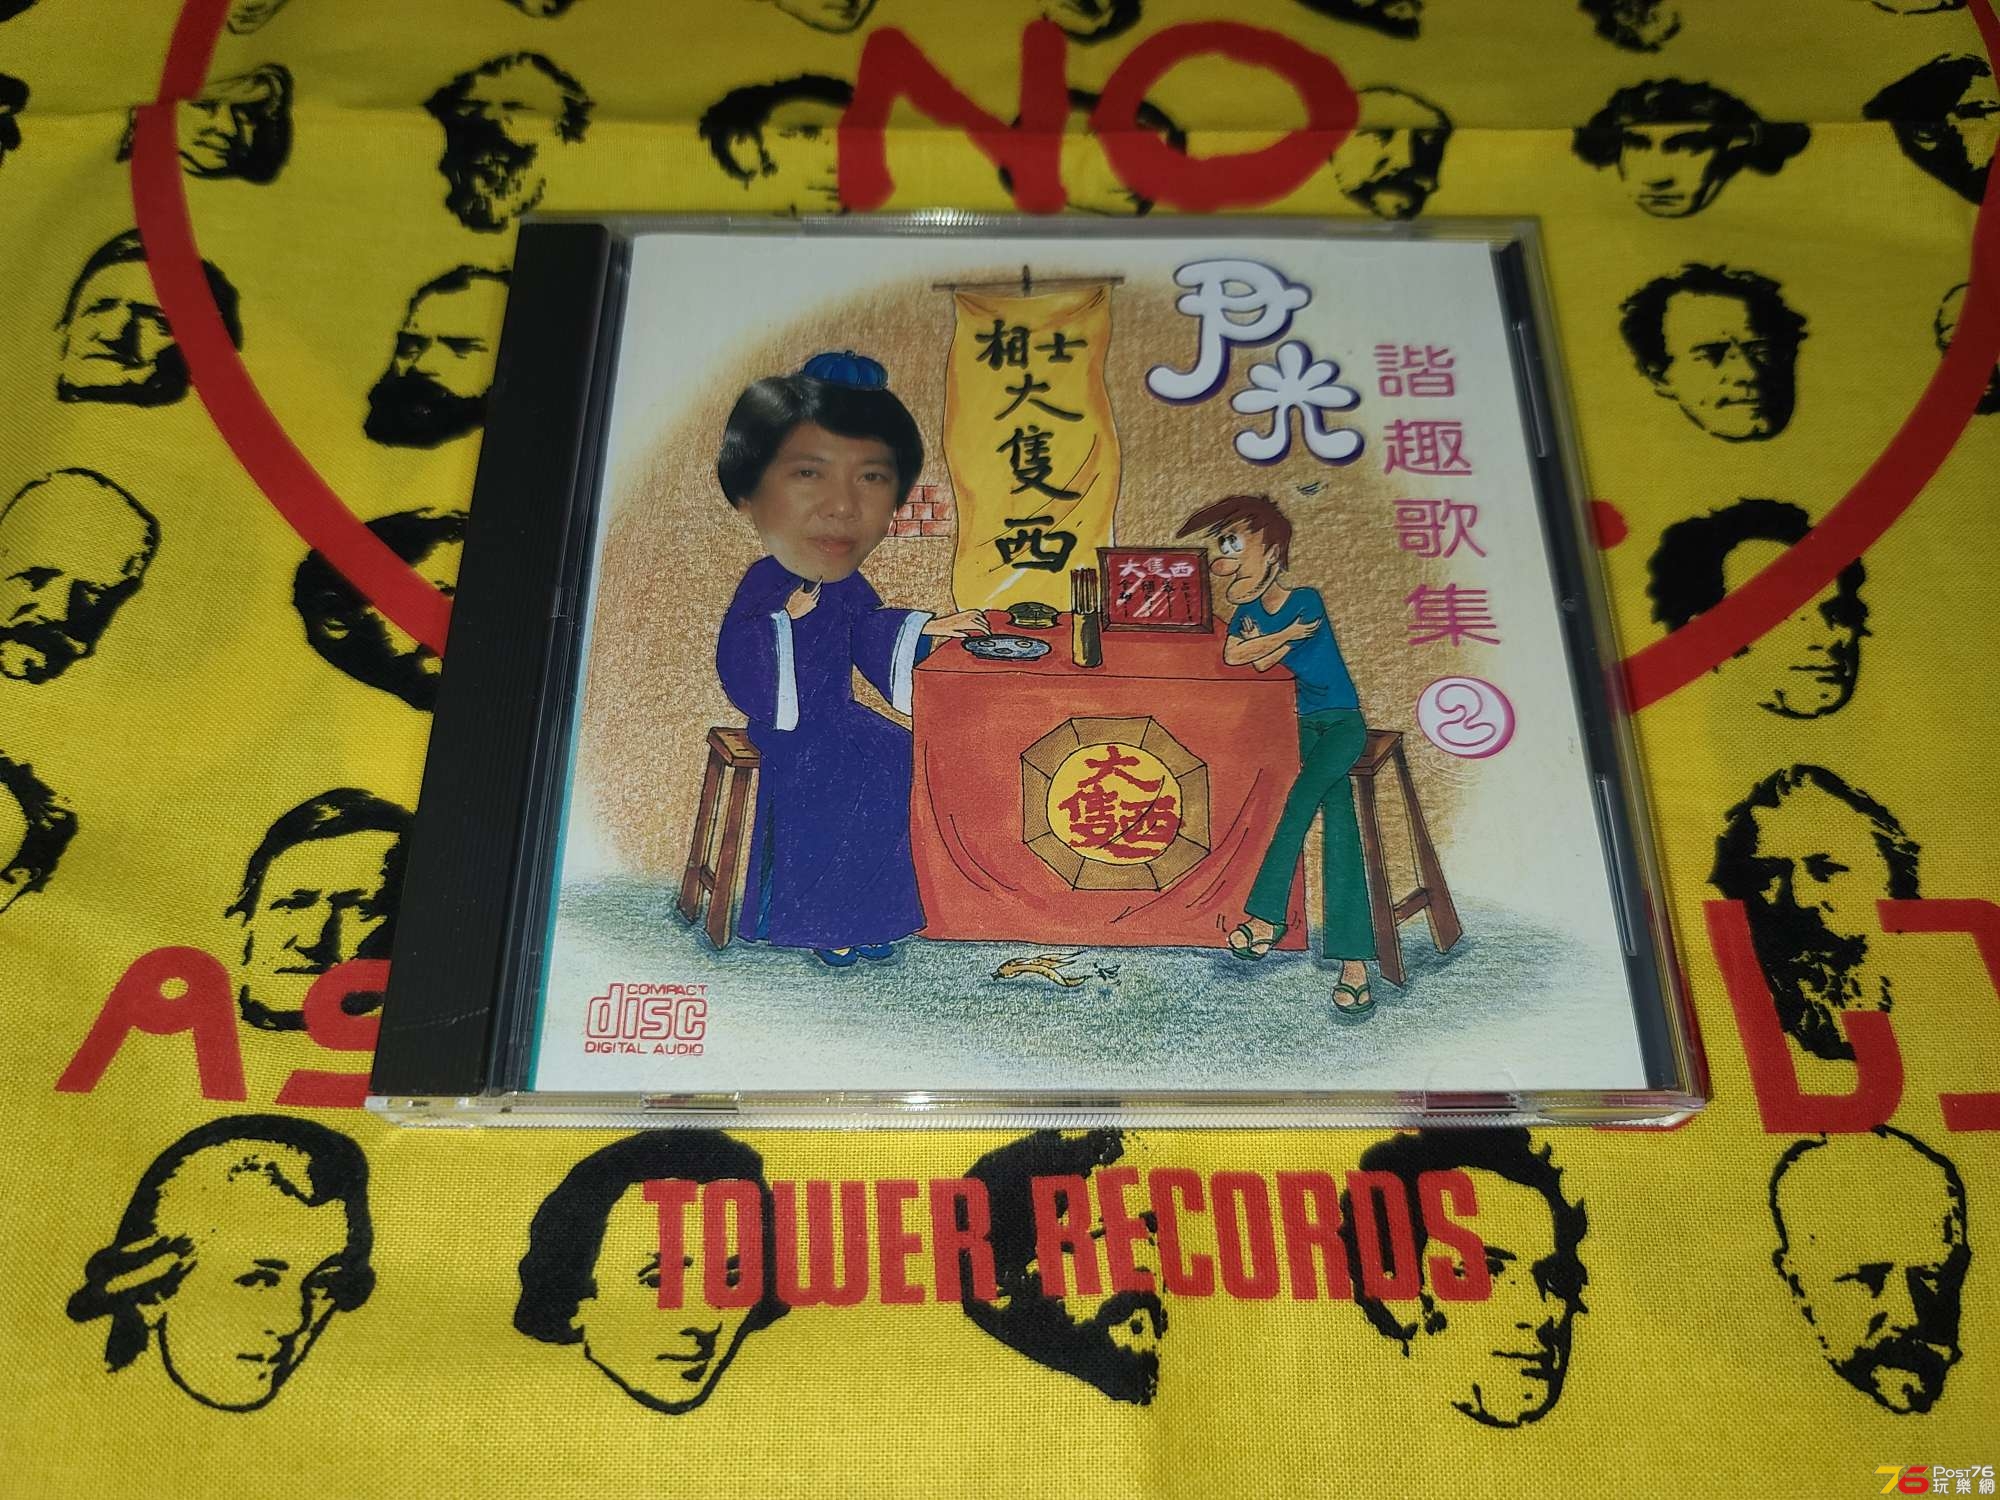 NO
尹光
諧趣歌集
2
相士
大隻西
大隻西
大隻西
COMPACT
disc
DIGITAL AUDIO
TOWER RECORDS
76 POST76
玩樂網